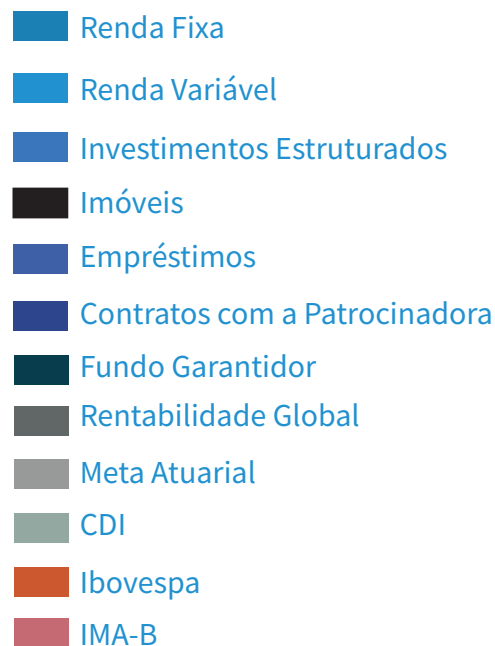 Renda Fixa
Renda Variável
Investimentos Estruturados
Imóveis
Empréstimos
Contratos com a Patrocinadora
Fundo Garantidor
Rentabilidade Global
Meta Atuarial
CDI
Ibovespa
IMA-B